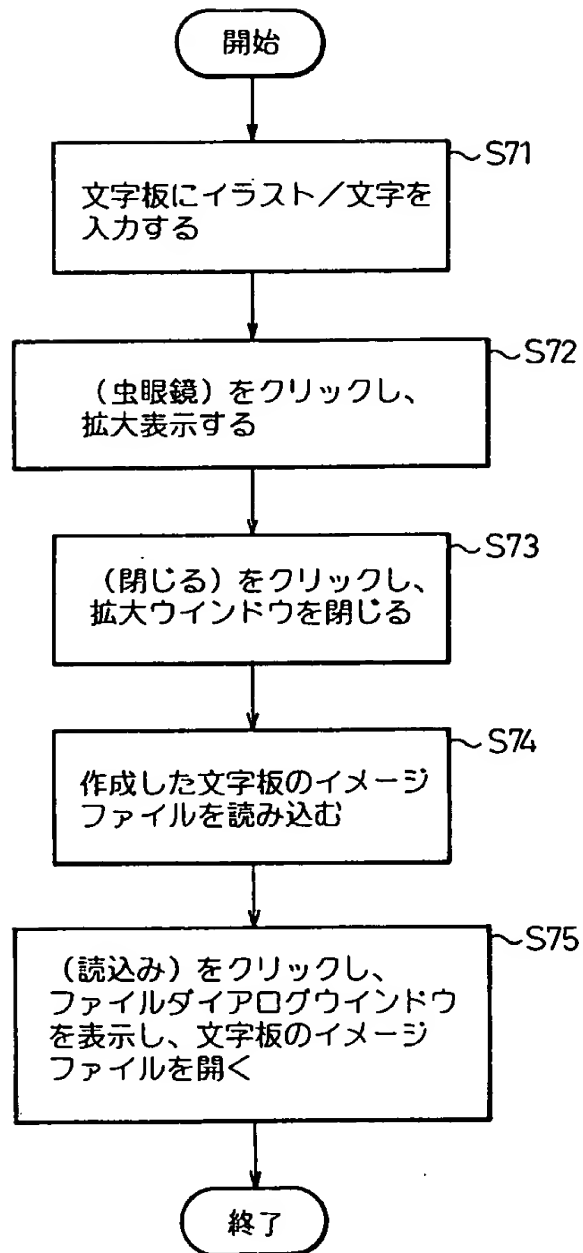 開始
S71
文字板にイラスト／文字を
入力する
S72
（虫眼鏡）をクリックし、
拡大表示する
S73
（閉じる）をクリックし、
拡大ウインドウを閉じる
S74
作成した文字板のイメージ
ファイルを読み込む
S75
（読込み）をクリックし、
ファイルダイアログウインドウ
を表示し、文字板のイメージ
ファイルを開く
終了